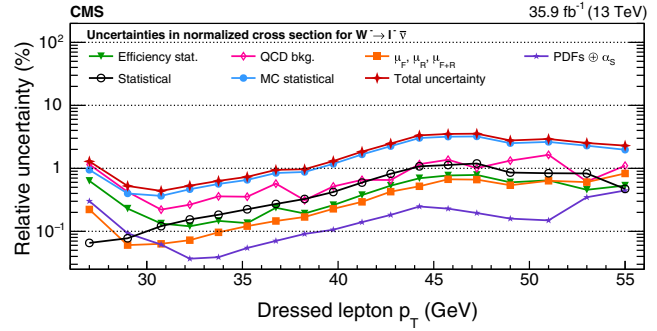 CMS 35.9 fb⁻¹ (13 TeV)
Uncertainties in normalized cross section for W⁻→ l⁻ ν̄
Efficiency stat. QCD bkg. μF, μR, μF+R PDFs ⊕ αS
Statistical MC statistical Total uncertainty
Relative uncertainty (%)
10²
10
1
10⁻¹
30 35 40 45 50 55
Dressed lepton pT (GeV)